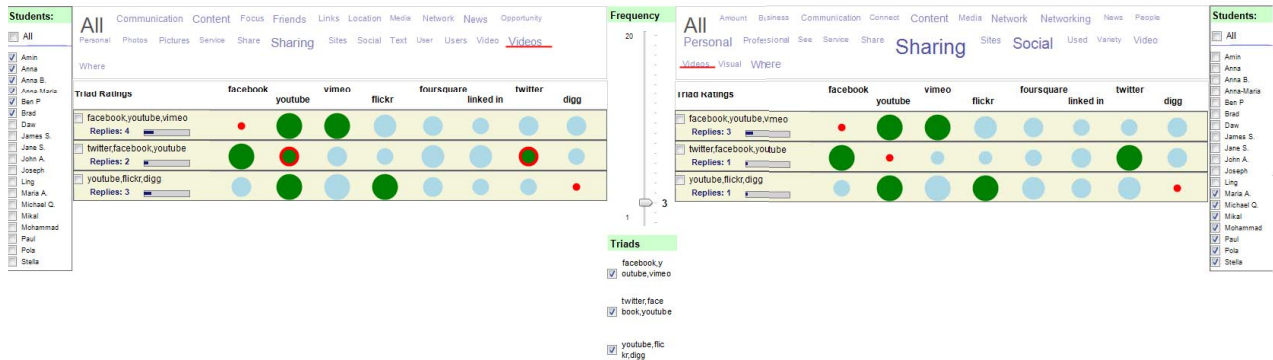 Students:
All
Amin
Anna
Anna B.
Anna-Maria
Ben P
Brad
Daw
James S.
Jane S.
John A.
Joseph
Ling
Maria A.
Michael Q.
Mikal
Mohammad
Paul
Pola
Stella
All Communication Content Focus Friends Links Location Media Network News Opportunity
Personal Photos Pictures Service Share Sharing Sites Social Text User Users Video Videos
Where
Triad Ratings facebook youtube vimeo flickr foursquare linked in twitter digg
facebook,youtube,vimeo
Replies: 4
twitter,facebook,youtube
Replies: 2
youtube,flickr,digg
Replies: 3
Frequency
20
3
1
Triads
facebook,y
outube,vimeo
twitter,face
book,youtube
youtube,flic
kr,digg
All Amount Business Communication Connect Content Media Network Networking News People
Personal Professional See Service Share Sharing Sites Social Used Variety Video
Videos Visual Where
Triad Ratings facebook youtube vimeo flickr foursquare linked in twitter digg
facebook,youtube,vimeo
Replies: 3
twitter,facebook,youtube
Replies: 1
youtube,flickr,digg
Replies: 1
Students:
All
Amin
Anna
Anna B.
Anna-Maria
Ben P
Brad
Daw
James S.
Jane S.
John A.
Joseph
Ling
Maria A.
Michael Q.
Mikal
Mohammad
Paul
Pola
Stella